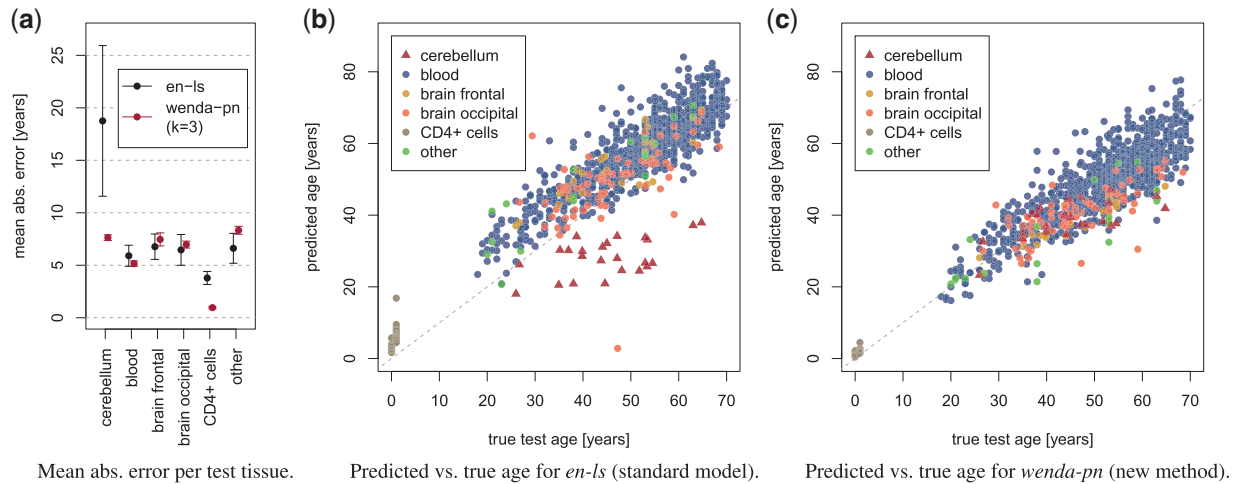 (a)
mean abs. error [years]
25
20
15
10
5
0
en−ls
wenda−pn
(k=3)
cerebellum
blood
brain frontal
brain occipital
CD4+ cells
other
Mean abs. error per test tissue.
(b)
predicted age [years]
80
60
40
20
0
cerebellum
blood
brain frontal
brain occipital
CD4+ cells
other
0 10 20 30 40 50 60 70
true test age [years]
Predicted vs. true age for en-ls (standard model).
(c)
predicted age [years]
80
60
40
20
0
cerebellum
blood
brain frontal
brain occipital
CD4+ cells
other
0 10 20 30 40 50 60 70
true test age [years]
Predicted vs. true age for wenda-pn (new method).